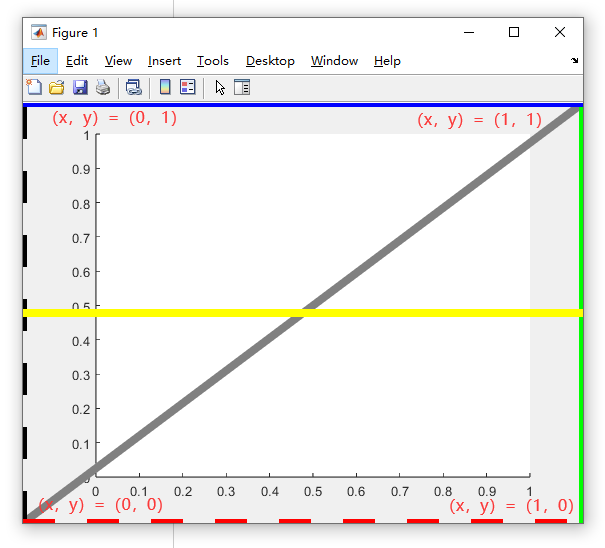 Figure 1
File Edit View Insert Tools Desktop Window Help
(x, y) = (0, 1)
(x, y) = (1, 1)
1
0.9
0.8
0.7
0.6
0.5
0.4
0.3
0.2
0.1
0
0 0.1 0.2 0.3 0.4 0.5 0.6 0.7 0.8 0.9 1
(x, y) = (0, 0)
(x, y) = (1, 0)